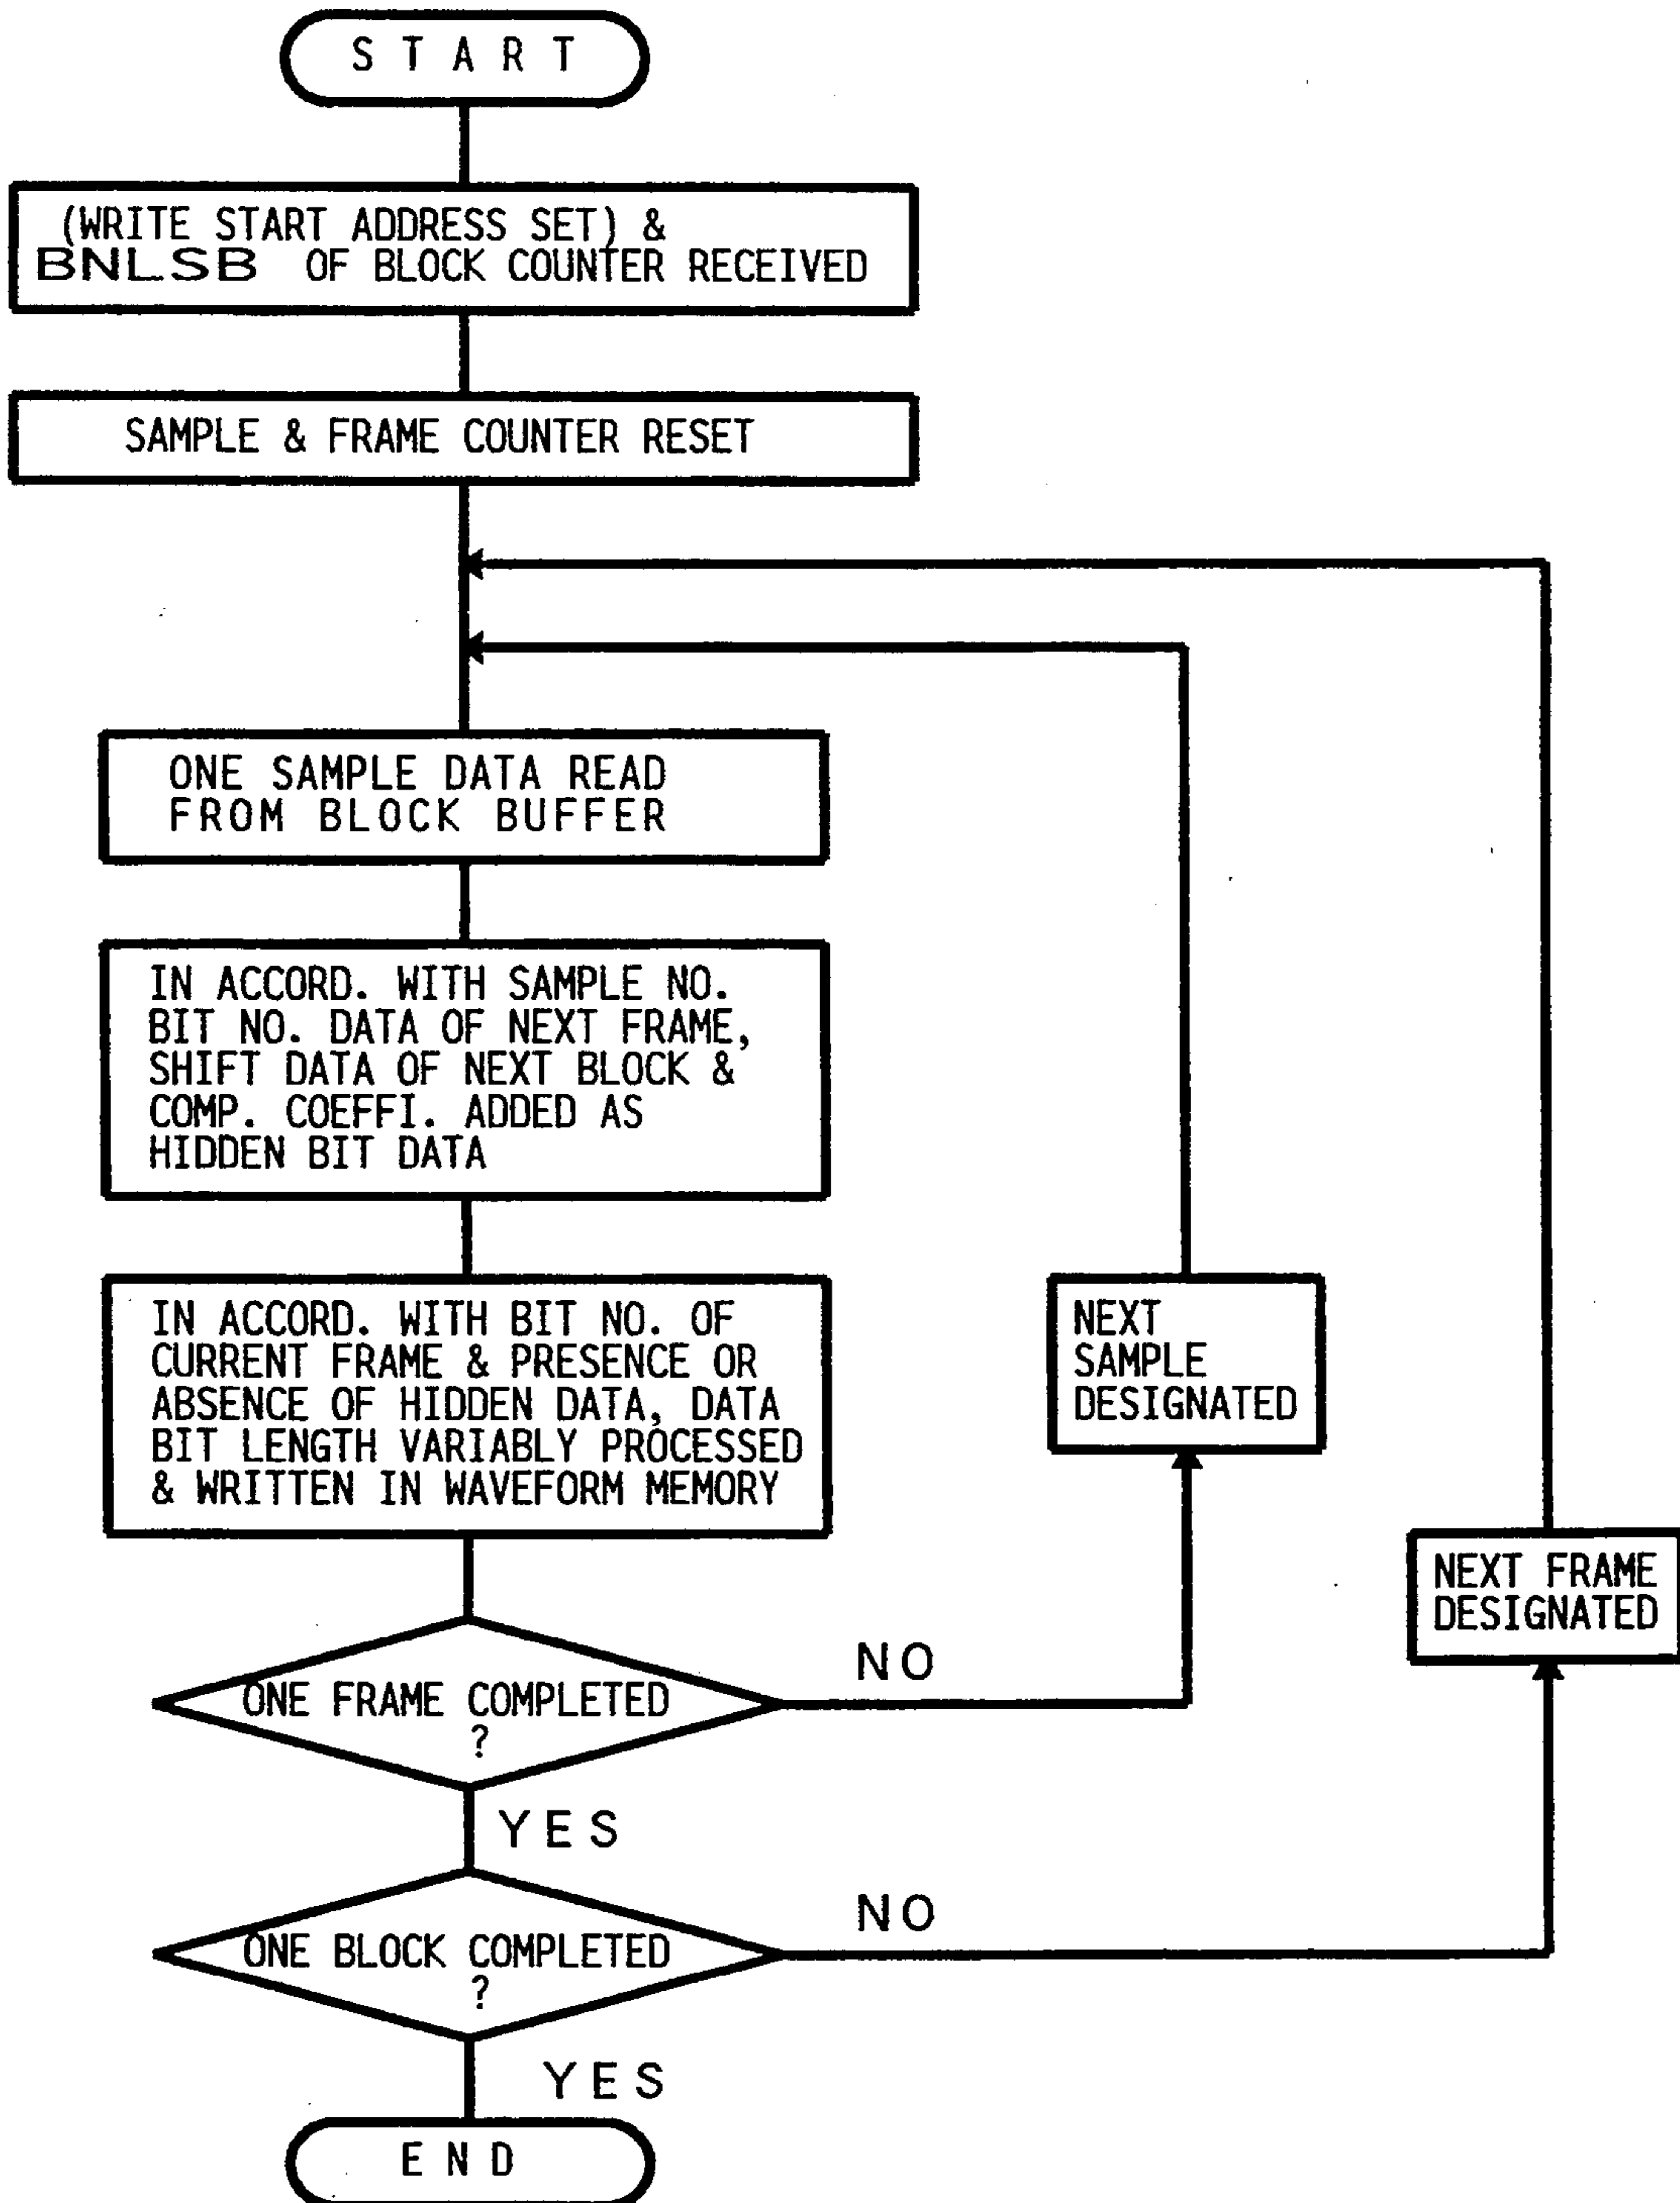 START
(WRITE START ADDRESS SET) &
BNLSB OF BLOCK COUNTER RECEIVED
SAMPLE & FRAME COUNTER RESET
ONE SAMPLE DATA READ
FROM BLOCK BUFFER
IN ACCORD. WITH SAMPLE NO.
BIT NO. DATA OF NEXT FRAME,
SHIFT DATA OF NEXT BLOCK &
COMP. COEFFI. ADDED AS
HIDDEN BIT DATA
IN ACCORD. WITH BIT NO. OF
CURRENT FRAME & PRESENCE OR
ABSENCE OF HIDDEN DATA, DATA
BIT LENGTH VARIABLY PROCESSED
& WRITTEN IN WAVEFORM MEMORY
NEXT
SAMPLE
DESIGNATED
NEXT FRAME
DESIGNATED
ONE FRAME COMPLETED
?
NO
YES
ONE BLOCK COMPLETED
?
NO
YES
END